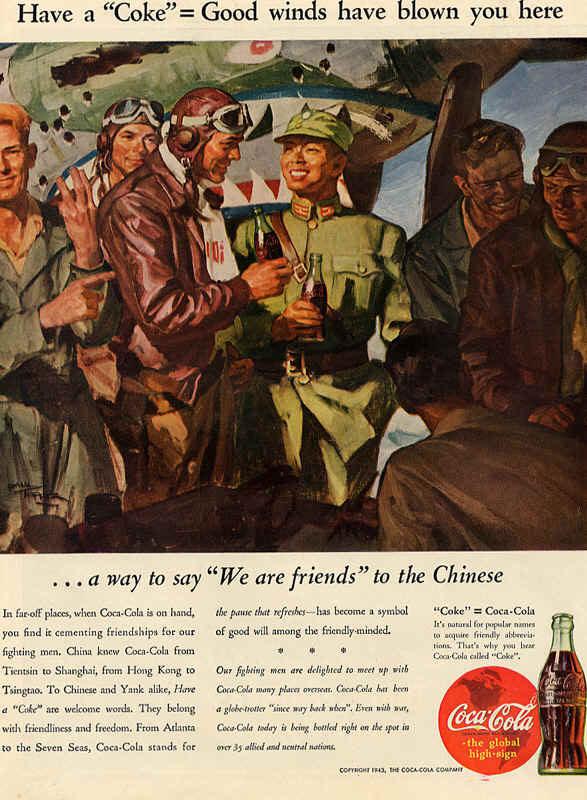 Have a "Coke" = Good winds have blown you here
...a way to say "We are friends" to the Chinese
In far-off places, when Coca-Cola is on hand,
you find it cementing friendships for our
fighting men. China knew Coca-Cola from
Tientsin to Shanghai, from Hong Kong to
Tsingtao. To Chinese and Yank alike, Have
a "Coke" are welcome words. They belong
with friendliness and freedom. From Atlanta
to the Seven Seas, Coca-Cola stands for
the pause that refreshes—has become a symbol
of good will among the friendly-minded.
* * *
Our fighting men are delighted to meet up with
Coca-Cola many places overseas. Coca-Cola has been
a globe-trotter "since way back when". Even with war,
Coca-Cola today is being bottled right on the spot in
over 35 allied and neutral nations.
"Coke" = Coca-Cola
It's natural for popular names
to acquire friendly abbrevia-
tions. That's why you hear
Coca-Cola called "Coke".
Coca-Cola
-the global
high-sign
Coca-Cola
COPYRIGHT 1943, THE COCA-COLA COMPANY